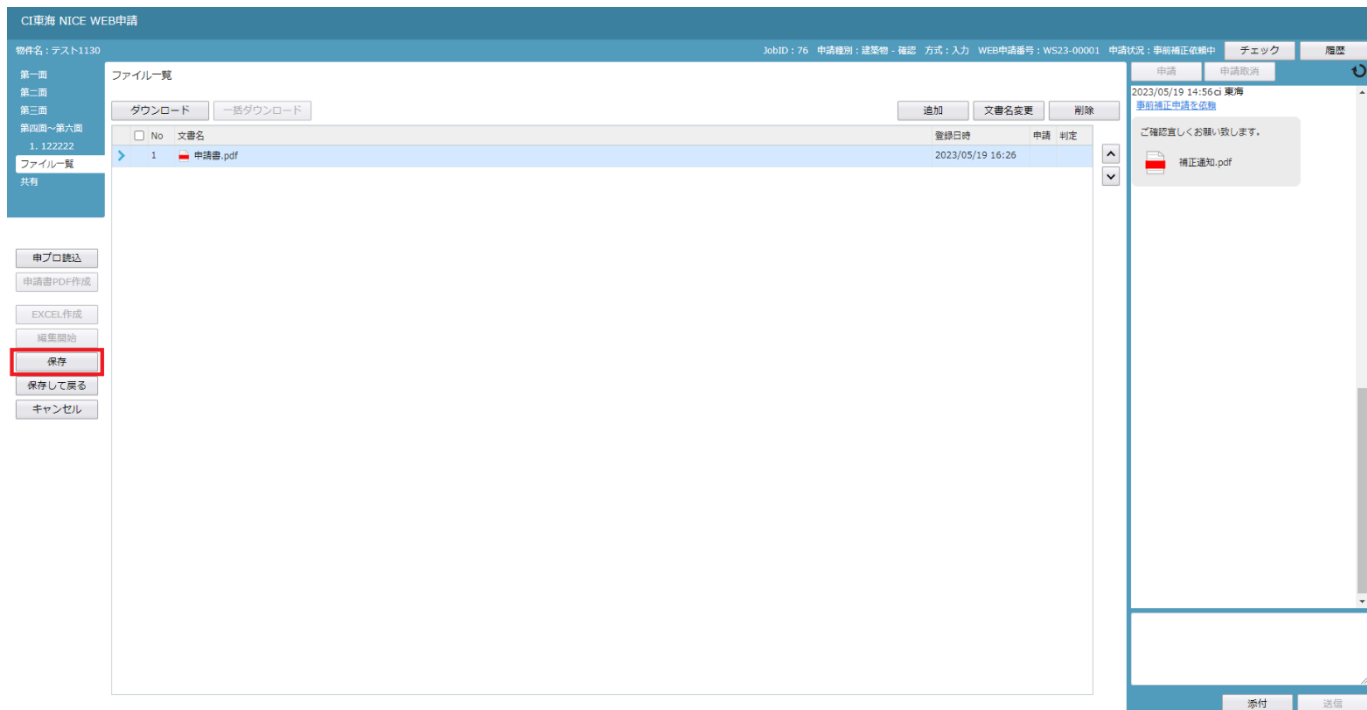 CI東海 NICE WEB申請
物件名：テスト1130
JobID：76 申請種別：建築物 - 確認 方式：入力 WEB申請番号：WS23-00001 申請状況：事前補正依頼中
チェック
履歴
第一面
第二面
第三面
第四面～第六面
1. 122222
ファイル一覧
共有
申プロ読込
申請書PDF作成
EXCEL作成
編集開始
保存
保存して戻る
キャンセル
ファイル一覧
ダウンロード
一括ダウンロード
追加
文書名変更
削除
No 文書名 登録日時 申請 判定
1 申請書.pdf 2023/05/19 16:26
申請
申請取消
2023/05/19 14:56ci 東海
事前補正申請を依頼
ご確認宜しくお願い致します。
補正通知.pdf
添付
送信